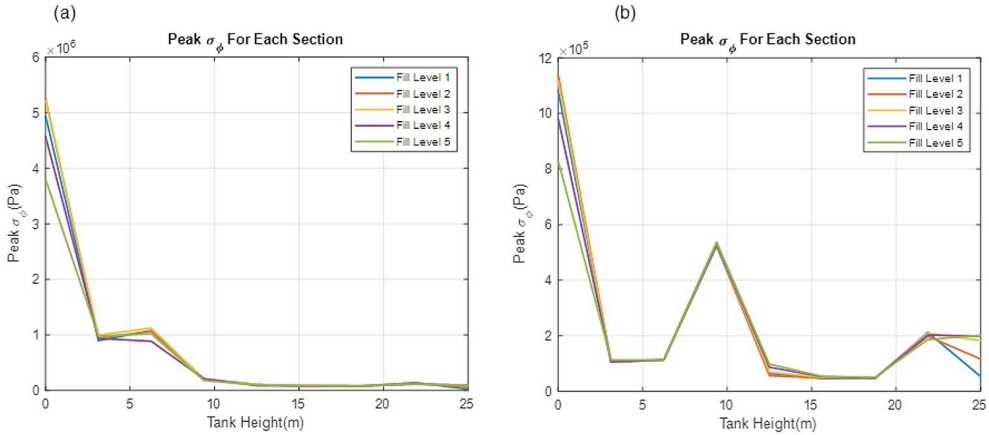 (a)
Peak σϕ For Each Section
×10⁶
6
5
4
3
2
1
0
Peak σϕ(Pa)
0 5 10 15 20 25
Tank Height(m)
Fill Level 1
Fill Level 2
Fill Level 3
Fill Level 4
Fill Level 5
(b)
Peak σϕ For Each Section
×10⁵
12
10
8
6
4
2
0
Peak σϕ(Pa)
0 5 10 15 20 25
Tank Height(m)
Fill Level 1
Fill Level 2
Fill Level 3
Fill Level 4
Fill Level 5